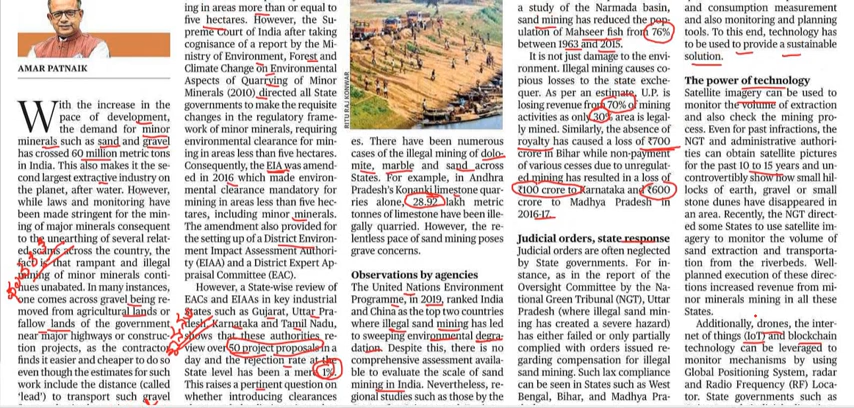 AMAR PATNAIK
With the increase in the
pace of development,
the demand for minor
minerals such as sand and gravel
has crossed 60 million metric tons
in India. This also makes it the se-
cond largest extractive industry on
the planet, after water. However,
while laws and monitoring have
been made stringent for the min-
ing of major minerals consequent
to the unearthing of several relat-
ed scams across the country, the
fact is that rampant and illegal
mining of minor minerals conti-
nues unabated. In many instances,
one comes across gravel being re-
moved from agricultural lands or
fallow lands of the government
near major highways or construc-
tion projects, as the contractor
finds it easier and cheaper to do so
even though the estimates for such
work include the distance (called
‘lead’) to transport such gravel
ing in areas more than or equal to
five hectares. However, the Su-
preme Court of India after taking
cognisance of a report by the Mi-
nistry of Environment, Forest and
Climate Change on Environmental
Aspects of Quarrying of Minor
Minerals (2010) directed all State
governments to make the requisite
changes in the regulatory frame-
work of minor minerals, requiring
environmental clearance for min-
ing in areas less than five hectares.
Consequently, the EIA was amend-
ed in 2016 which made environ-
mental clearance mandatory for
mining in areas less than five hec-
tares, including minor minerals.
The amendment also provided for
the setting up of a District Environ-
ment Impact Assessment Authori-
ty (EIAA) and a District Expert Ap-
praisal Committee (EAC).
However, a State-wise review of
EACs and EIAAs in key industrial
States such as Gujarat, Uttar Pra-
desh, Karnataka and Tamil Nadu,
shows that these authorities re-
view over 50 project proposals in a
day and the rejection rate at the
State level has been a mere 1%.
This raises a pertinent question on
whether introducing clearances
RITU RAJ KONWAR
es. There have been numerous
cases of the illegal mining of dolo-
mite, marble and sand across
States. For example, in Andhra
Pradesh's Konanki limestone quar-
ries alone, 28.92 lakh metric
tonnes of limestone have been ille-
gally quarried. However, the re-
lentless pace of sand mining poses
grave concerns.
Observations by agencies
The United Nations Environment
Programme, in 2019, ranked India
and China as the top two countries
where illegal sand mining has led
to sweeping environmental degra-
dation. Despite this, there is no
comprehensive assessment availa-
ble to evaluate the scale of sand
mining in India. Nevertheless, re-
gional studies such as those by the
a study of the Narmada basin,
sand mining has reduced the pop-
ulation of Mahseer fish from 76%
between 1963 and 2015.
It is not just damage to the envi-
ronment. Illegal mining causes co-
pious losses to the state exche-
quer. As per an estimate, U.P. is
losing revenue from 70% of mining
activities as only 30% area is legal-
ly mined. Similarly, the absence of
royalty has caused a loss of ₹700
crore in Bihar while non-payment
of various cesses due to unregulat-
ed mining has resulted in a loss of
₹100 crore to Karnataka and ₹600
crore to Madhya Pradesh in
2016-17.
Judicial orders, state response
Judicial orders are often neglected
by State governments. For in-
stance, as in the report of the
Oversight Committee by the Na-
tional Green Tribunal (NGT), Uttar
Pradesh (where illegal sand min-
ing has created a severe hazard)
has either failed or only partially
complied with orders issued re-
garding compensation for illegal
sand mining. Such lax compliance
can be seen in States such as West
Bengal, Bihar, and Madhya Pra-
and consumption measurement
and also monitoring and planning
tools. To this end, technology has
to be used to provide a sustainable
solution.
The power of technology
Satellite imagery can be used to
monitor the volume of extraction
and also check the mining pro-
cess. Even for past infractions, the
NGT and administrative authori-
ties can obtain satellite pictures
for the past 10 to 15 years and un-
controvertibly show how small hil-
locks of earth, gravel or small
stone dunes have disappeared in
an area. Recently, the NGT direct-
ed some States to use satellite im-
agery to monitor the volume of
sand extraction and transporta-
tion from the riverbeds. Well-
planned execution of these direc-
tions increased revenue from mi-
nor minerals mining in all these
States.
Additionally, drones, the inter-
net of things (IoT) and blockchain
technology can be leveraged to
monitor mechanisms by using
Global Positioning System, radar
and Radio Frequency (RF) Loca-
tor. State governments such as